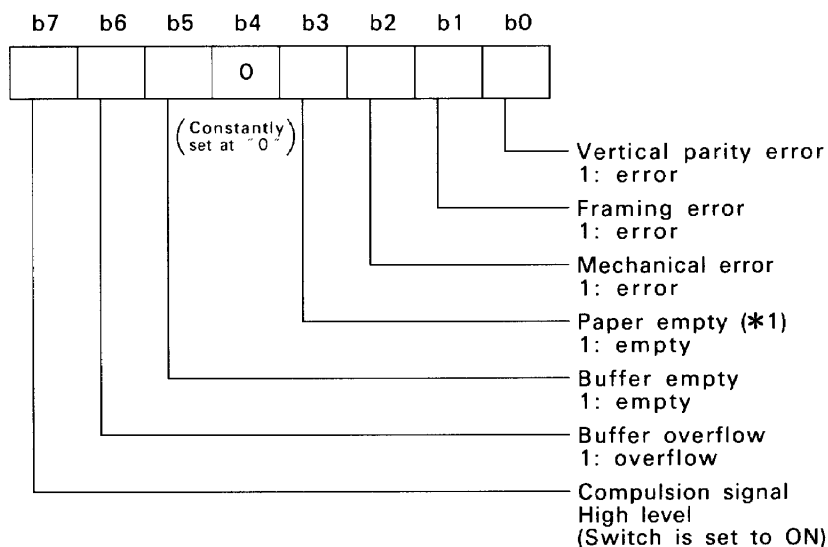 b7 b6 b5 b4 b3 b2 b1 b0
0
(Constantly
set at "0")
Vertical parity error
1: error
Framing error
1: error
Mechanical error
1: error
Paper empty (*1)
1: empty
Buffer empty
1: empty
Buffer overflow
1: overflow
Compulsion signal
High level
(Switch is set to ON)